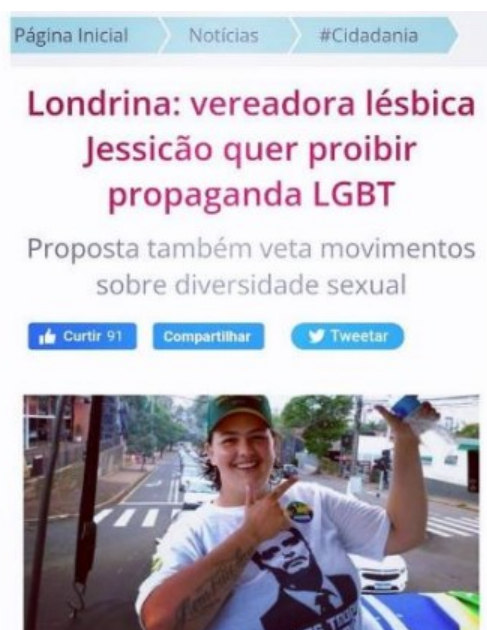 Página Inicial
Notícias
#Cidadania
Londrina: vereadora lésbica
Jessicão quer proibir
propaganda LGBT
Proposta também veta movimentos
sobre diversidade sexual
Curtir 91
Compartilhar
Tweetar